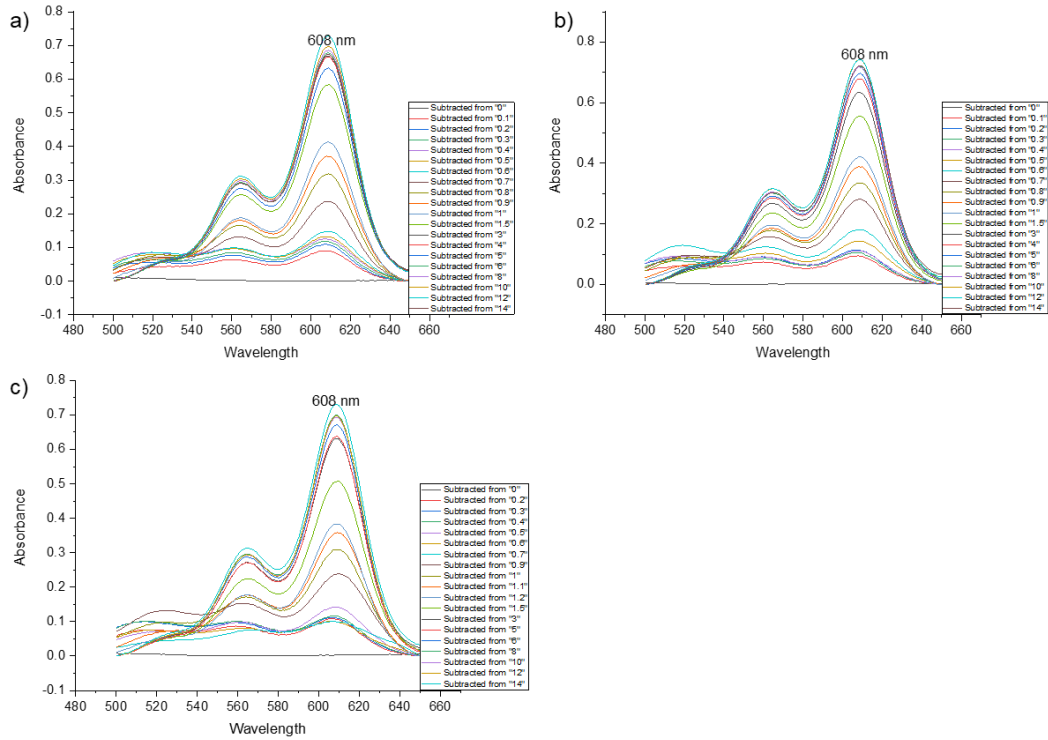 a)
0.8
0.7
0.6
0.5
0.4
0.3
0.2
0.1
0.0
-0.1
Absorbance
480 500 520 540 560 580 600 620 640 660
Wavelength
608 nm
Subtracted from "0"
Subtracted from "0.1"
Subtracted from "0.2"
Subtracted from "0.3"
Subtracted from "0.4"
Subtracted from "0.5"
Subtracted from "0.6"
Subtracted from "0.7"
Subtracted from "0.8"
Subtracted from "0.9"
Subtracted from "1"
Subtracted from "1.5"
Subtracted from "3"
Subtracted from "4"
Subtracted from "5"
Subtracted from "6"
Subtracted from "8"
Subtracted from "10"
Subtracted from "12"
Subtracted from "14"
b)
0.8
0.6
0.4
0.2
0.0
Absorbance
480 500 520 540 560 580 600 620 640 660
Wavelength
608 nm
Subtracted from "0"
Subtracted from "0.1"
Subtracted from "0.2"
Subtracted from "0.3"
Subtracted from "0.4"
Subtracted from "0.5"
Subtracted from "0.6"
Subtracted from "0.7"
Subtracted from "0.8"
Subtracted from "0.9"
Subtracted from "1"
Subtracted from "1.5"
Subtracted from "3"
Subtracted from "4"
Subtracted from "5"
Subtracted from "6"
Subtracted from "8"
Subtracted from "10"
Subtracted from "12"
Subtracted from "14"
c)
0.8
0.7
0.6
0.5
0.4
0.3
0.2
0.1
0.0
-0.1
Absorbance
480 500 520 540 560 580 600 620 640 660
Wavelength
608 nm
Subtracted from "0"
Subtracted from "0.2"
Subtracted from "0.3"
Subtracted from "0.4"
Subtracted from "0.5"
Subtracted from "0.6"
Subtracted from "0.7"
Subtracted from "0.9"
Subtracted from "1"
Subtracted from "1.1"
Subtracted from "1.2"
Subtracted from "1.5"
Subtracted from "3"
Subtracted from "5"
Subtracted from "6"
Subtracted from "8"
Subtracted from "10"
Subtracted from "12"
Subtracted from "14"